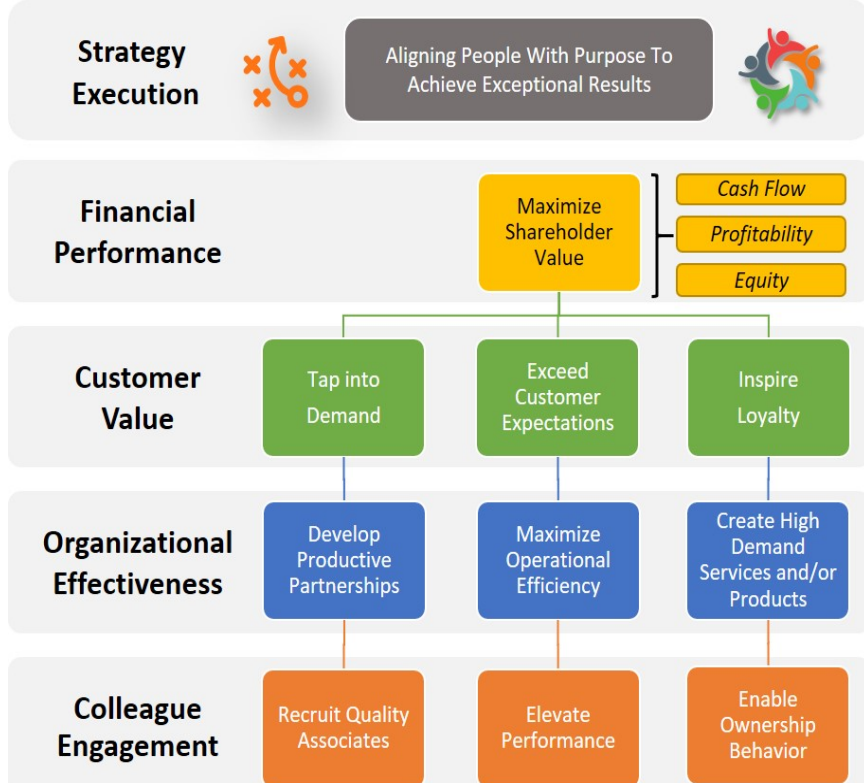 Strategy
Execution
Aligning People With Purpose To
Achieve Exceptional Results
Financial
Performance
Maximize
Shareholder
Value
Cash Flow
Profitability
Equity
Customer
Value
Tap into
Demand
Exceed
Customer
Expectations
Inspire
Loyalty
Organizational
Effectiveness
Develop
Productive
Partnerships
Maximize
Operational
Efficiency
Create High
Demand
Services and/or
Products
Colleague
Engagement
Recruit Quality
Associates
Elevate
Performance
Enable
Ownership
Behavior